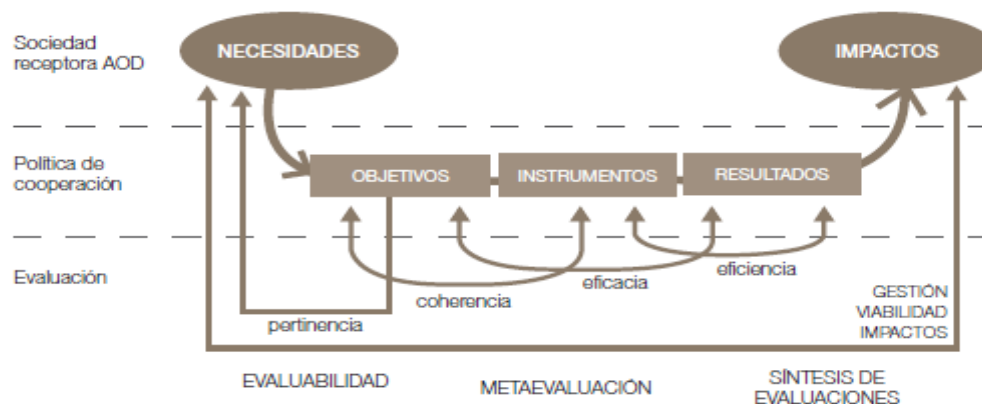 Sociedad
receptora AOD
NECESIDADES
IMPACTOS
Política de
cooperación
OBJETIVOS
INSTRUMENTOS
RESULTADOS
Evaluación
coherencia
eficacia
eficiencia
pertinencia
GESTIÓN
VIABILIDAD
IMPACTOS
EVALUABILIDAD
METAEVALUACIÓN
SÍNTESIS DE
EVALUACIONES